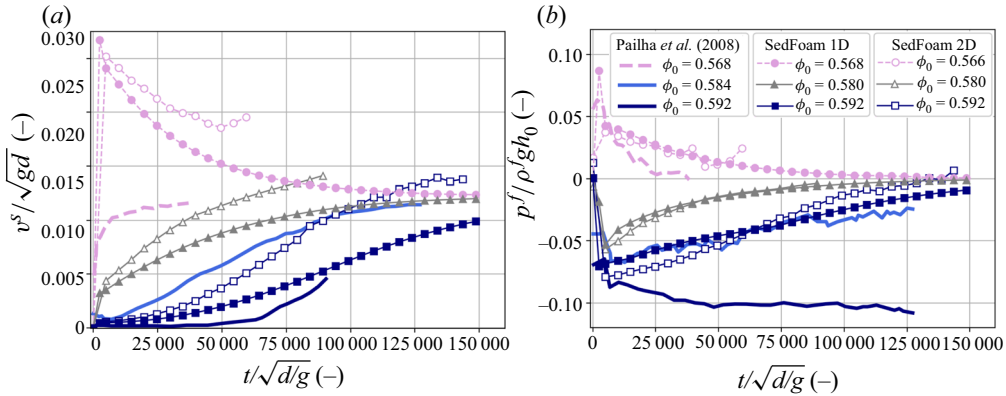 (a)
(b)
0.030
0.025
0.020
0.015
0.010
0.005
0
v^s/√gd (–)
0 25 000 50 000 75 000 100 000 125 000 150 000
t/√d/g (–)
0.10
0.05
0
–0.05
–0.10
p^f/ρ^f gh_0 (–)
0 25 000 50 000 75 000 100 000 125 000 150 000
t/√d/g (–)
Pailha et al. (2008)
ϕ_0 = 0.568
ϕ_0 = 0.584
ϕ_0 = 0.592
SedFoam 1D
ϕ_0 = 0.568
ϕ_0 = 0.580
ϕ_0 = 0.592
SedFoam 2D
ϕ_0 = 0.566
ϕ_0 = 0.580
ϕ_0 = 0.592